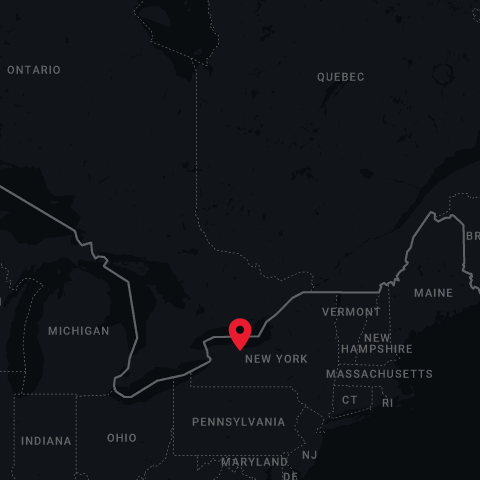 ONTARIO
QUEBEC
BR
MAINE
VERMONT
MICHIGAN
NEW
HAMPSHIRE
NEW YORK
MASSACHUSETTS
CT
RI
PENNSYLVANIA
INDIANA
OHIO
NJ
MARYLAND
DE